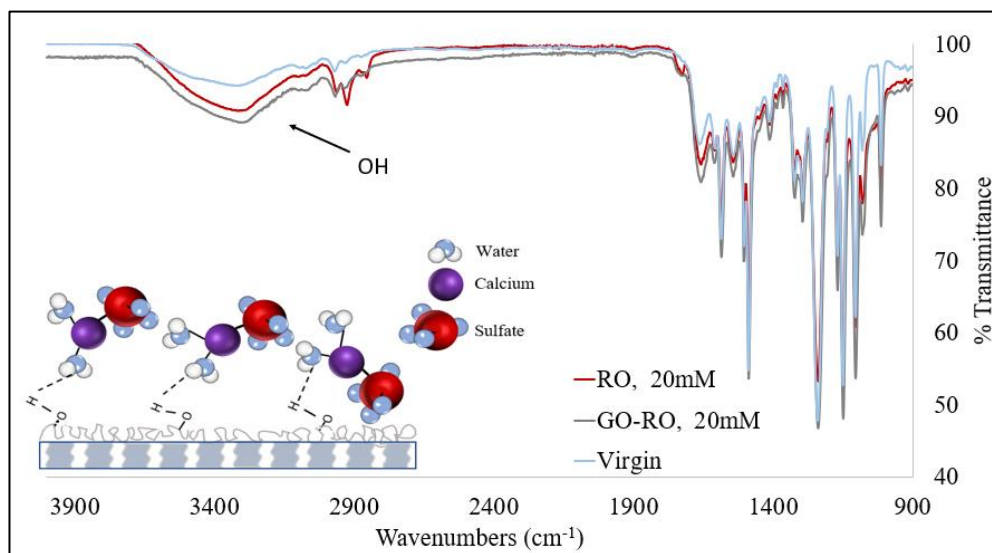 100
90
80
70
60
50
40
% Transmittance
OH
Water
Calcium
Sulfate
H
O
H
O
H
O
RO, 20mM
GO-RO, 20mM
Virgin
3900 3400 2900 2400 1900 1400 900
Wavenumbers (cm⁻¹)